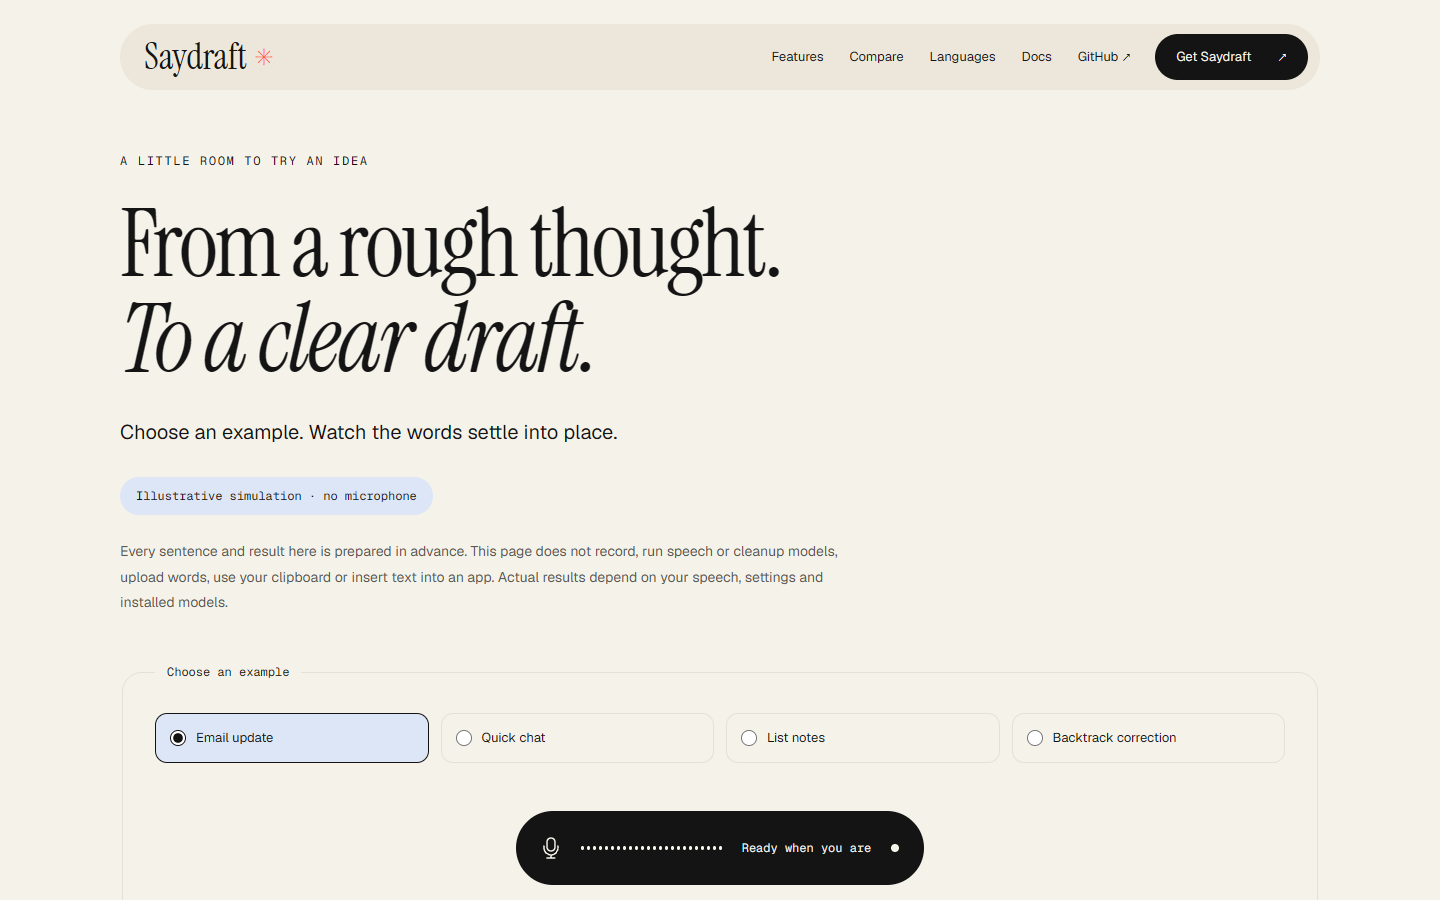 Saydraft
Features
Compare
Languages
Docs
GitHub ↗
Get Saydraft ↗
A LITTLE ROOM TO TRY AN IDEA
From a rough thought.
To a clear draft.
Choose an example. Watch the words settle into place.
Illustrative simulation · no microphone
Every sentence and result here is prepared in advance. This page does not record, run speech or cleanup models,
upload words, use your clipboard or insert text into an app. Actual results depend on your speech, settings and
installed models.
Choose an example
Email update
Quick chat
List notes
Backtrack correction
Ready when you are